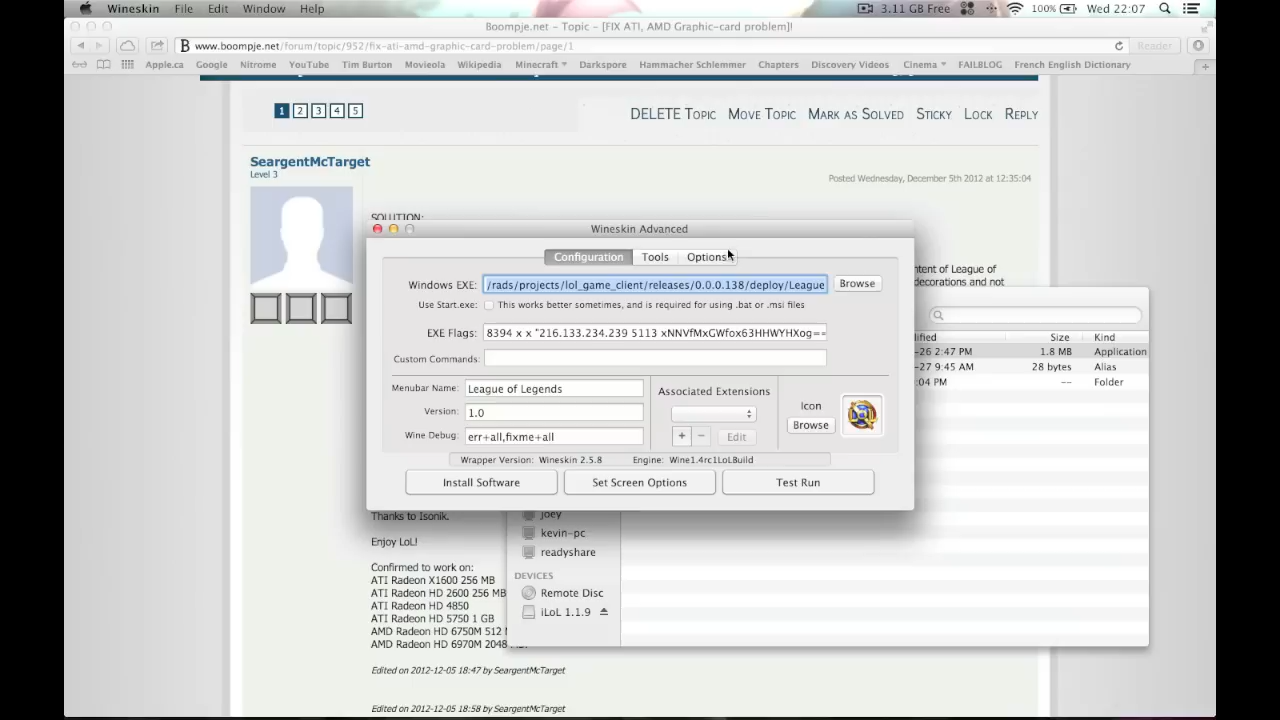 Wineskin File Edit Window Help 3.11 GB Free 100% Wed 22:07
Boompje.net - Topic - [FIX ATI, AMD Graphic-card problem]!
www.boompje.net/forum/topic/952/fix-ati-amd-graphic-card-problem/page/1 Reader
Apple.ca Google Nitrome YouTube Tim Burton Movieola Wikipedia Minecraft Darkspore Hammacher Schlemmer Chapters Discovery Videos Cinema FAILBLOG French English Dictionary
1 2 3 4 5
DELETE TOPIC MOVE TOPIC MARK AS SOLVED STICKY LOCK REPLY
SeargentMcTarget
Level 3
Posted Wednesday, December 5th 2012 at 12:35:04
SOLUTION:
Wineskin Advanced
Configuration Tools Options
ntent of League of
directories and not
Windows EXE: /rads/projects/lol_game_client/releases/0.0.0.138/deploy/League Browse
Use Start.exe: This works better sometimes, and is required for using .bat or .msi files
EXE Flags: 8394 x x "216.133.234.239 5113 xNNVfMxGWfox63HHWYHXog==
Custom Commands:
ified Size Kind
-26 2:47 PM 1.8 MB Application
-27 9:45 AM 28 bytes Alias
:04 PM -- Folder
Menubar Name: League of Legends
Version: 1.0
Wine Debug: err+all,fixme+all
Associated Extensions
+ - Edit
Icon
Browse
Wrapper Version: Wineskin 2.5.8 Engine: Wine1.4rc1LoLBuild
Install Software Set Screen Options Test Run
Thanks to Isonik.
Enjoy LoL!
Confirmed to work on:
ATI Radeon X1600 256 MB
ATI Radeon HD 2600 256 MB
ATI Radeon HD 4850
ATI Radeon HD 5750 1 GB
AMD Radeon HD 6750M 512 M
AMD Radeon HD 6970M 2048 M
joey
kevin-pc
readyshare
DEVICES
Remote Disc
iLoL 1.1.9
Edited on 2012-12-05 18:47 by SeargentMcTarget
Edited on 2012-12-05 18:58 by SeargentMcTarget